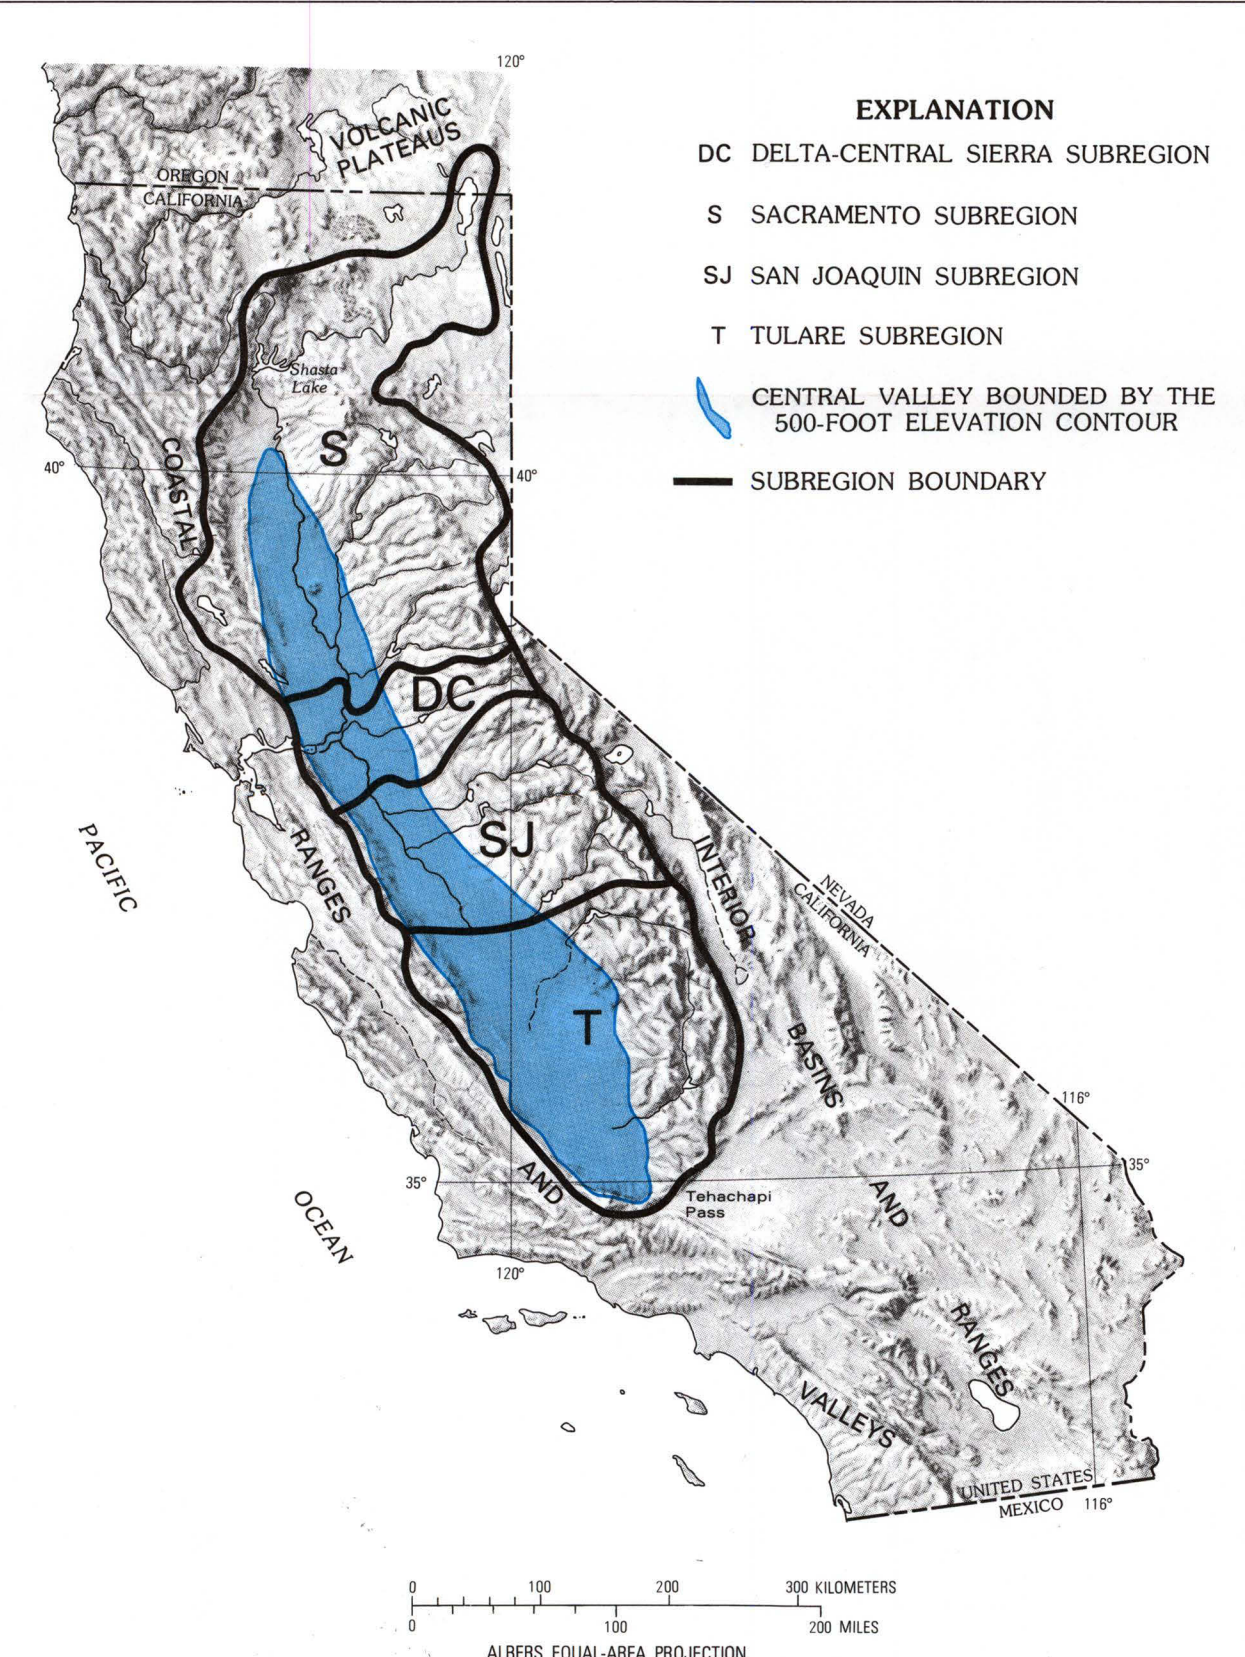 120°
EXPLANATION
DC DELTA-CENTRAL SIERRA SUBREGION
S SACRAMENTO SUBREGION
SJ SAN JOAQUIN SUBREGION
T TULARE SUBREGION
CENTRAL VALLEY BOUNDED BY THE
500-FOOT ELEVATION CONTOUR
SUBREGION BOUNDARY
VOLCANIC
PLATEAUS
OREGON
CALIFORNIA
Shasta
Lake
S
40°
40°
COASTAL
DC
SJ
RANGES
PACIFIC
INTERIOR
NEVADA
CALIFORNIA
T
BASINS
116°
35°
35°
AND
Tehachapi
Pass
AND
OCEAN
120°
RANGES
VALLEYS
UNITED STATES
MEXICO 116°
0 100 200 300 KILOMETERS
0 100 200 MILES
ALBERS EQUAL-AREA PROJECTION